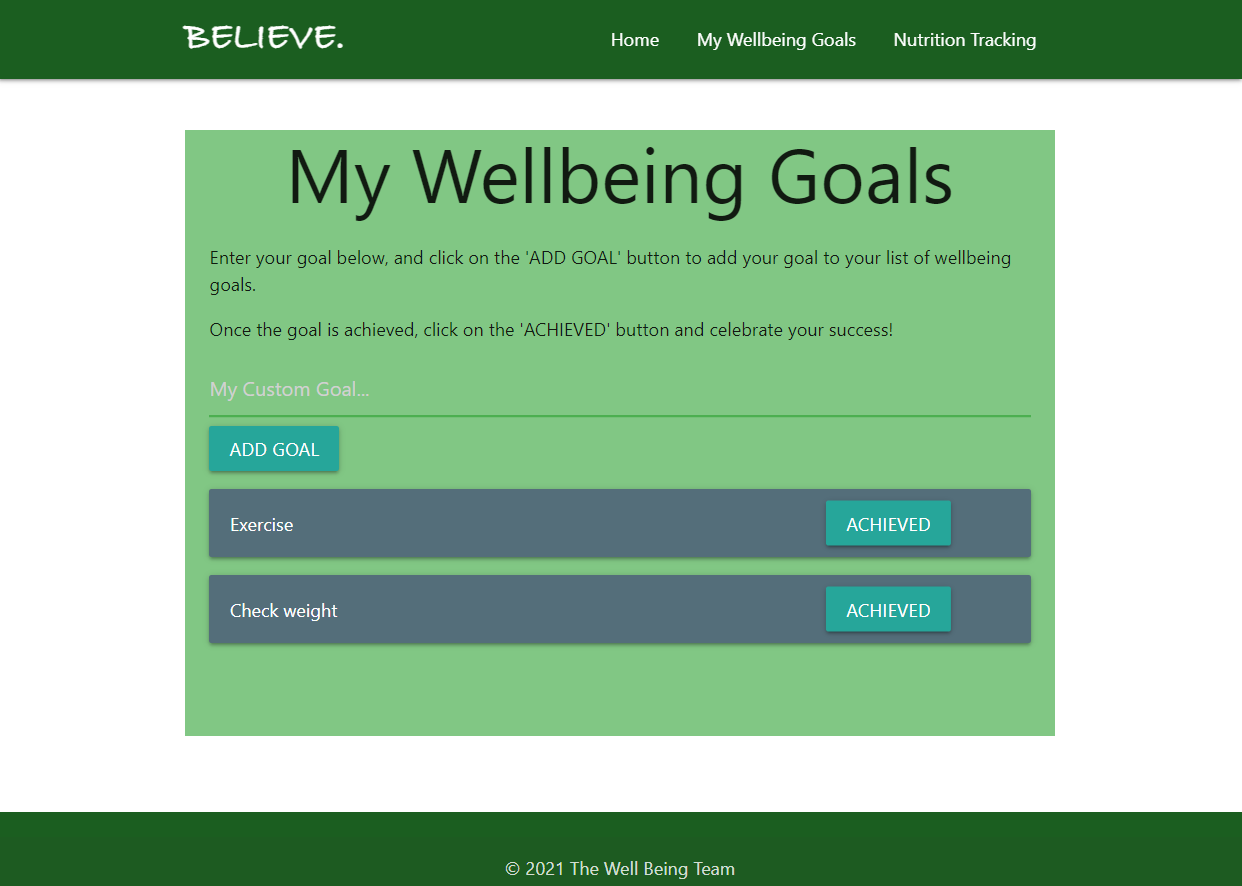 BELIEVE.
Home My Wellbeing Goals Nutrition Tracking
My Wellbeing Goals
Enter your goal below, and click on the 'ADD GOAL' button to add your goal to your list of wellbeing
goals.
Once the goal is achieved, click on the 'ACHIEVED' button and celebrate your success!
My Custom Goal...
ADD GOAL
Exercise ACHIEVED
Check weight ACHIEVED
© 2021 The Well Being Team